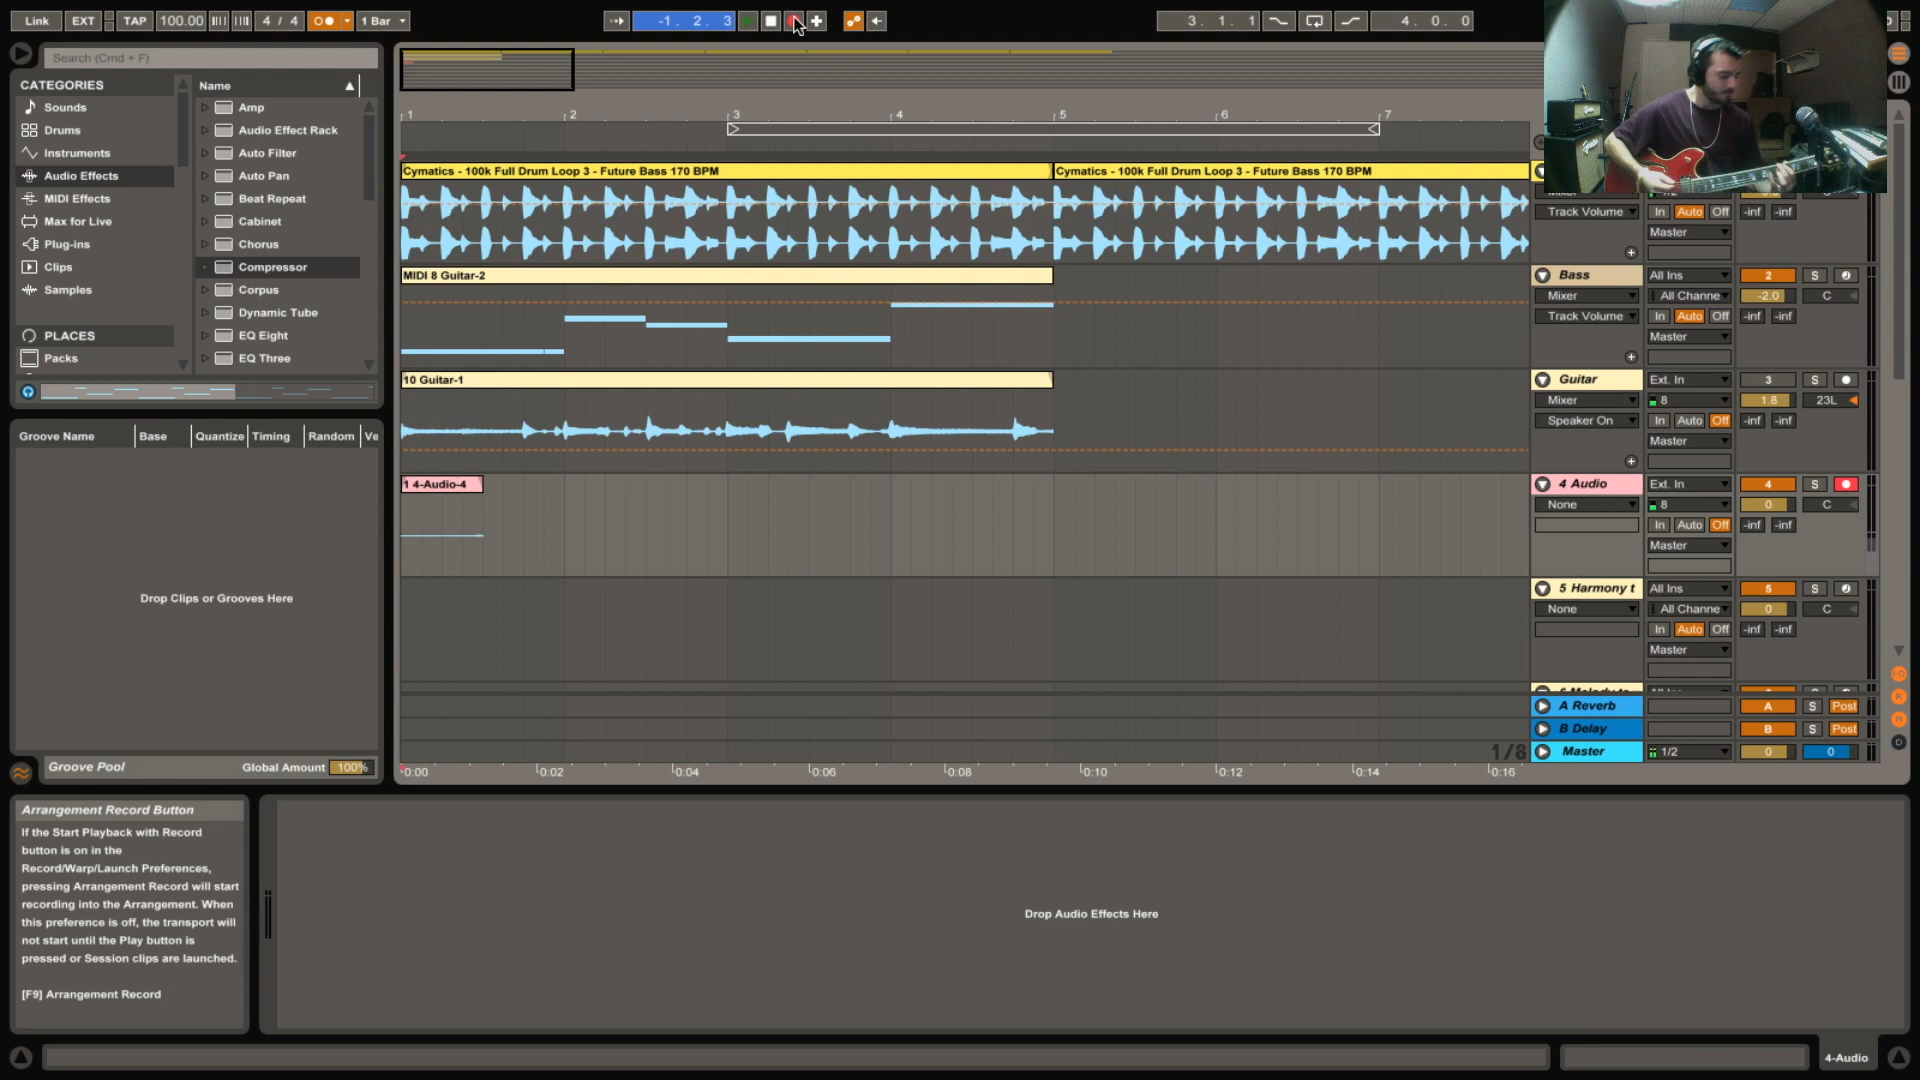 Link EXT TAP 100.00 4 / 4 1 Bar -1. 2. 3 3. 1. 1 4. 0. 0
Search (Cmd + F)
CATEGORIES
Sounds
Drums
Instruments
Audio Effects
MIDI Effects
Max for Live
Plug-ins
Clips
Samples
PLACES
Packs
Name
Amp
Audio Effect Rack
Auto Filter
Auto Pan
Beat Repeat
Cabinet
Chorus
Compressor
Corpus
Dynamic Tube
EQ Eight
EQ Three
Groove Name Base Quantize Timing Random Ve
Drop Clips or Grooves Here
Groove Pool Global Amount 100%
1 2 3 4 5 6 7
Cymatics - 100k Full Drum Loop 3 - Future Bass 170 BPM Cymatics - 100k Full Drum Loop 3 - Future Bass 170 BPM
Track Volume In Auto Off -inf -inf
Master
MIDI 8 Guitar-2 Bass All Ins 2 S
Mixer All Channe -2.0 C
Track Volume In Auto Off -inf -inf
Master
10 Guitar-1 Guitar Ext. In 3 S
Mixer 8 1.8 23L
Speaker On In Auto Off -inf -inf
Master
1 4-Audio-4 4 Audio Ext. In 4 S
None 8 0 C
In Auto Off -inf -inf
Master
5 Harmony t All Ins 5 S
None All Channe 0 C
In Auto Off -inf -inf
Master
A Reverb A S Post
B Delay B S Post
1/8 Master 1/2 0 0
0:00 0:02 0:04 0:06 0:08 0:10 0:12 0:14 0:16
Arrangement Record Button
If the Start Playback with Record
button is on in the
Record/Warp/Launch Preferences,
pressing Arrangement Record will start
recording into the Arrangement. When
this preference is off, the transport will
not start until the Play button is
pressed or Session clips are launched.
[F9] Arrangement Record
Drop Audio Effects Here
4-Audio